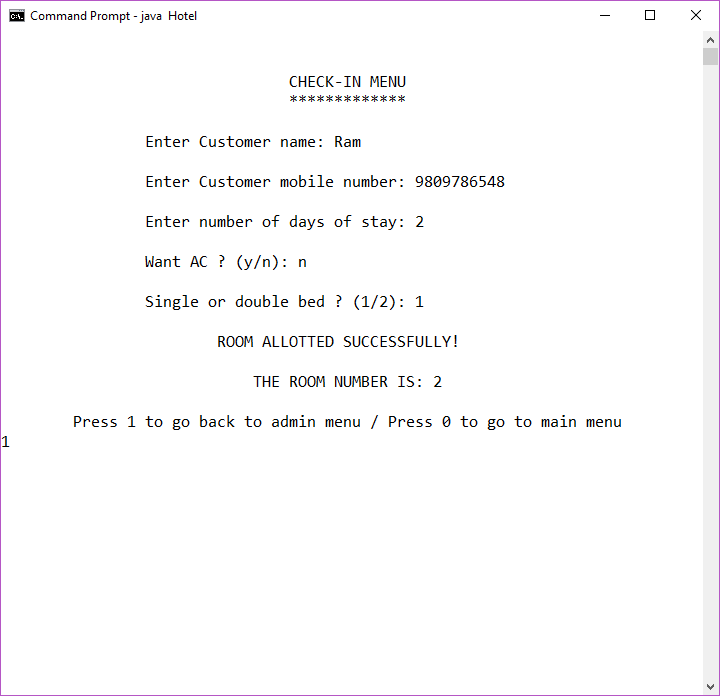 Command Prompt - java Hotel
CHECK-IN MENU
*************
Enter Customer name: Ram
Enter Customer mobile number: 9809786548
Enter number of days of stay: 2
Want AC ? (y/n): n
Single or double bed ? (1/2): 1
ROOM ALLOTTED SUCCESSFULLY!
THE ROOM NUMBER IS: 2
Press 1 to go back to admin menu / Press 0 to go to main menu
1